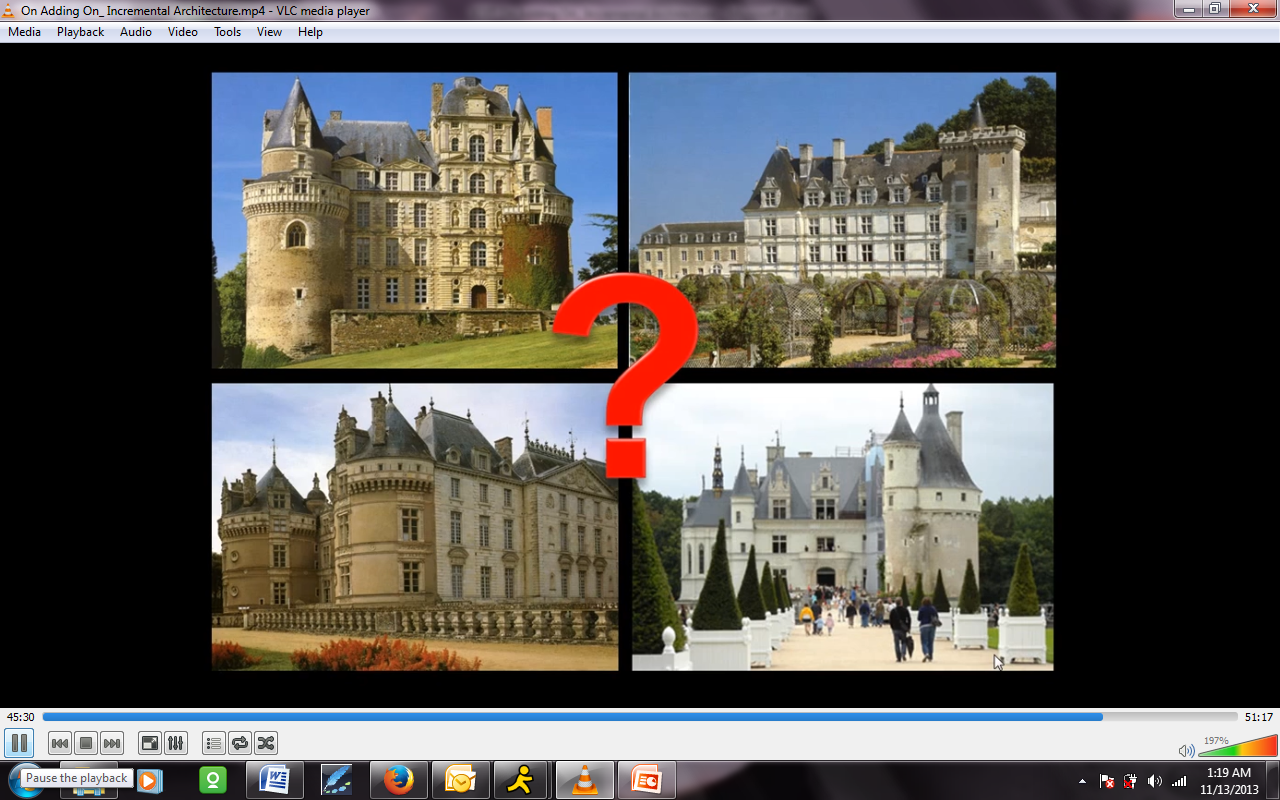 On Adding On_ Incremental Architecture.mp4 - VLC media player
Media Playback Audio Video Tools View Help
?
45:30
51:17
197%
Pause the playback
1:19 AM
11/13/2013